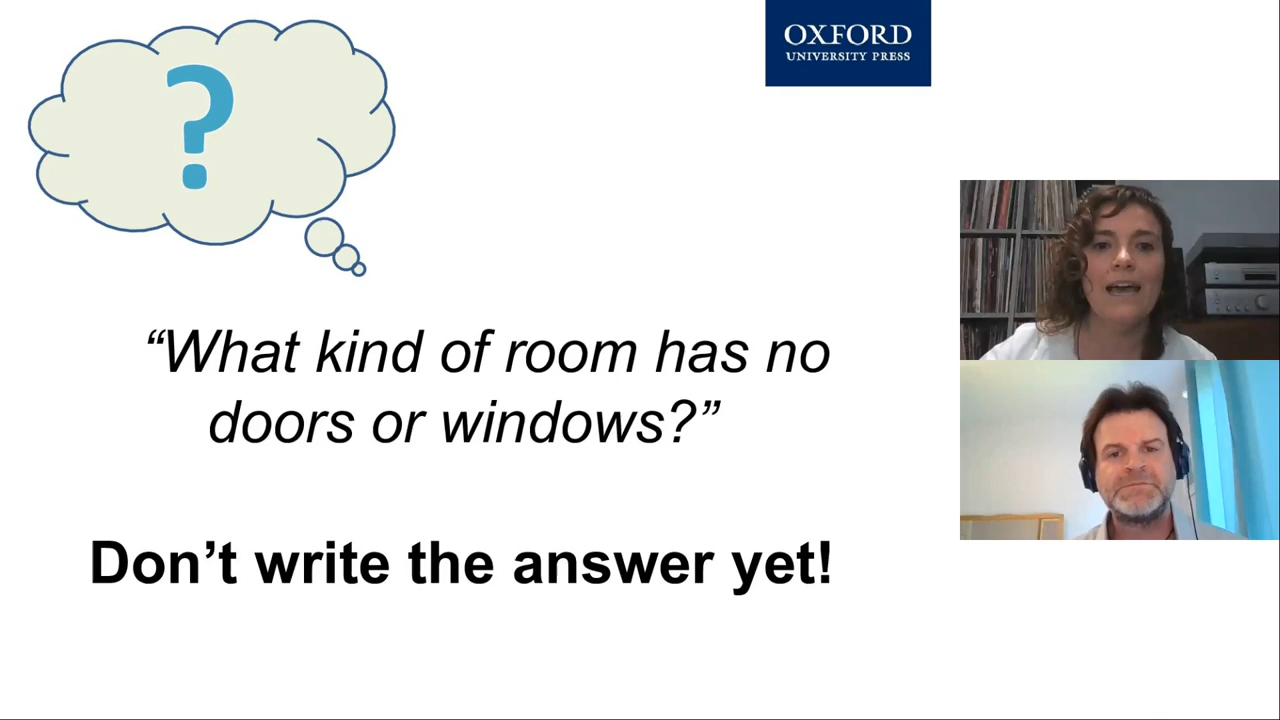 ?
OXFORD
UNIVERSITY PRESS
“What kind of room has no
doors or windows?”
Don’t write the answer yet!